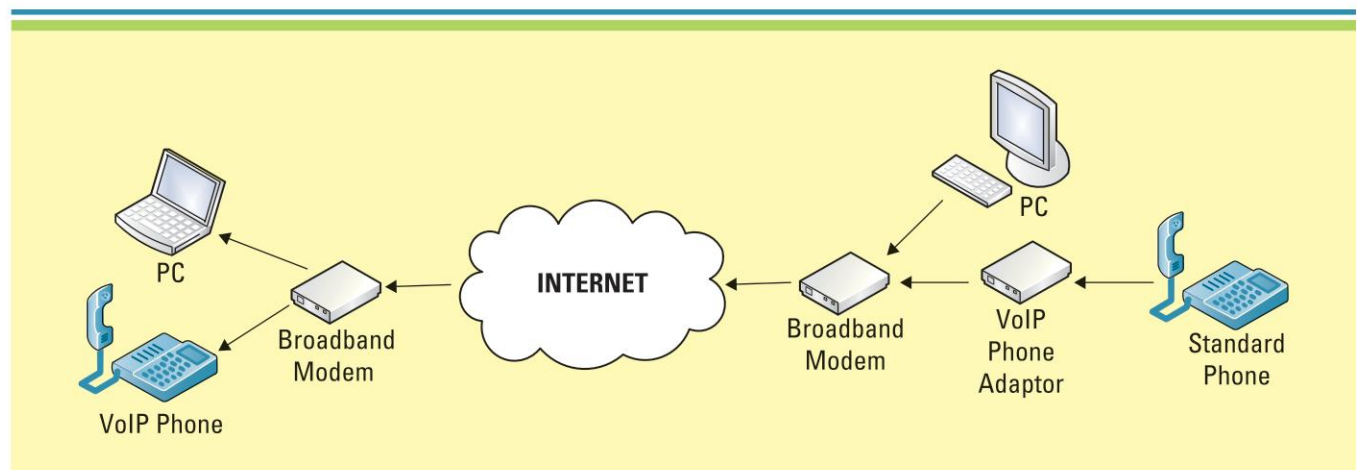 PC
VoIP Phone
Broadband
Modem
INTERNET
Broadband
Modem
PC
VoIP
Phone
Adaptor
Standard
Phone